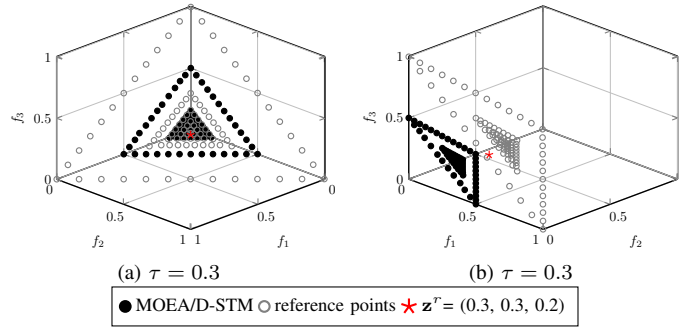 1
0.5
0
f₃
0.5
f₂
1 1
0.5
f₁
0
1
0.5
0
f₃
0.5
f₁
1 0
0.5
f₂
1
(a) τ = 0.3
(b) τ = 0.3
MOEA/D-STM reference points zʳ = (0.3, 0.3, 0.2)